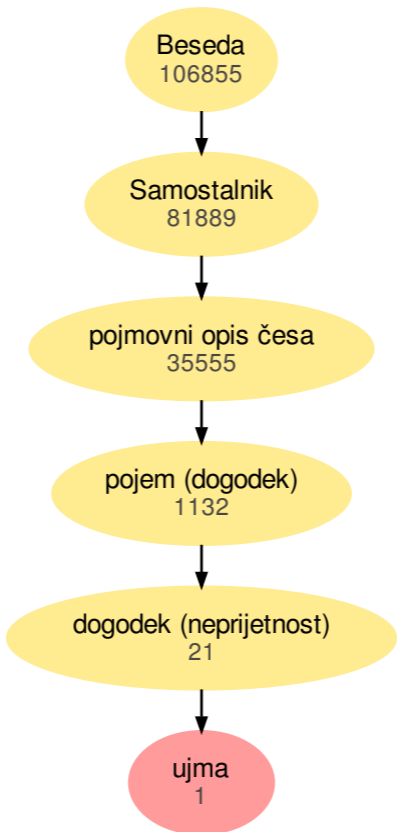 Beseda
106855
Samostalnik
81889
pojmovni opis česa
35555
pojem (dogodek)
1132
dogodek (neprijetnost)
21
ujma
1